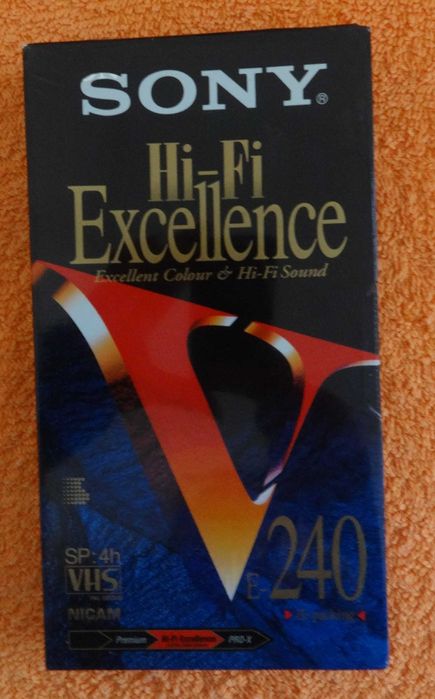 SONY®
Hi-Fi
Excellence
Excellent Colour & Hi-Fi Sound
V
SP: 4h
VHS
E-240
NICAM
Premium Hi-Fi Excellence PRO-X